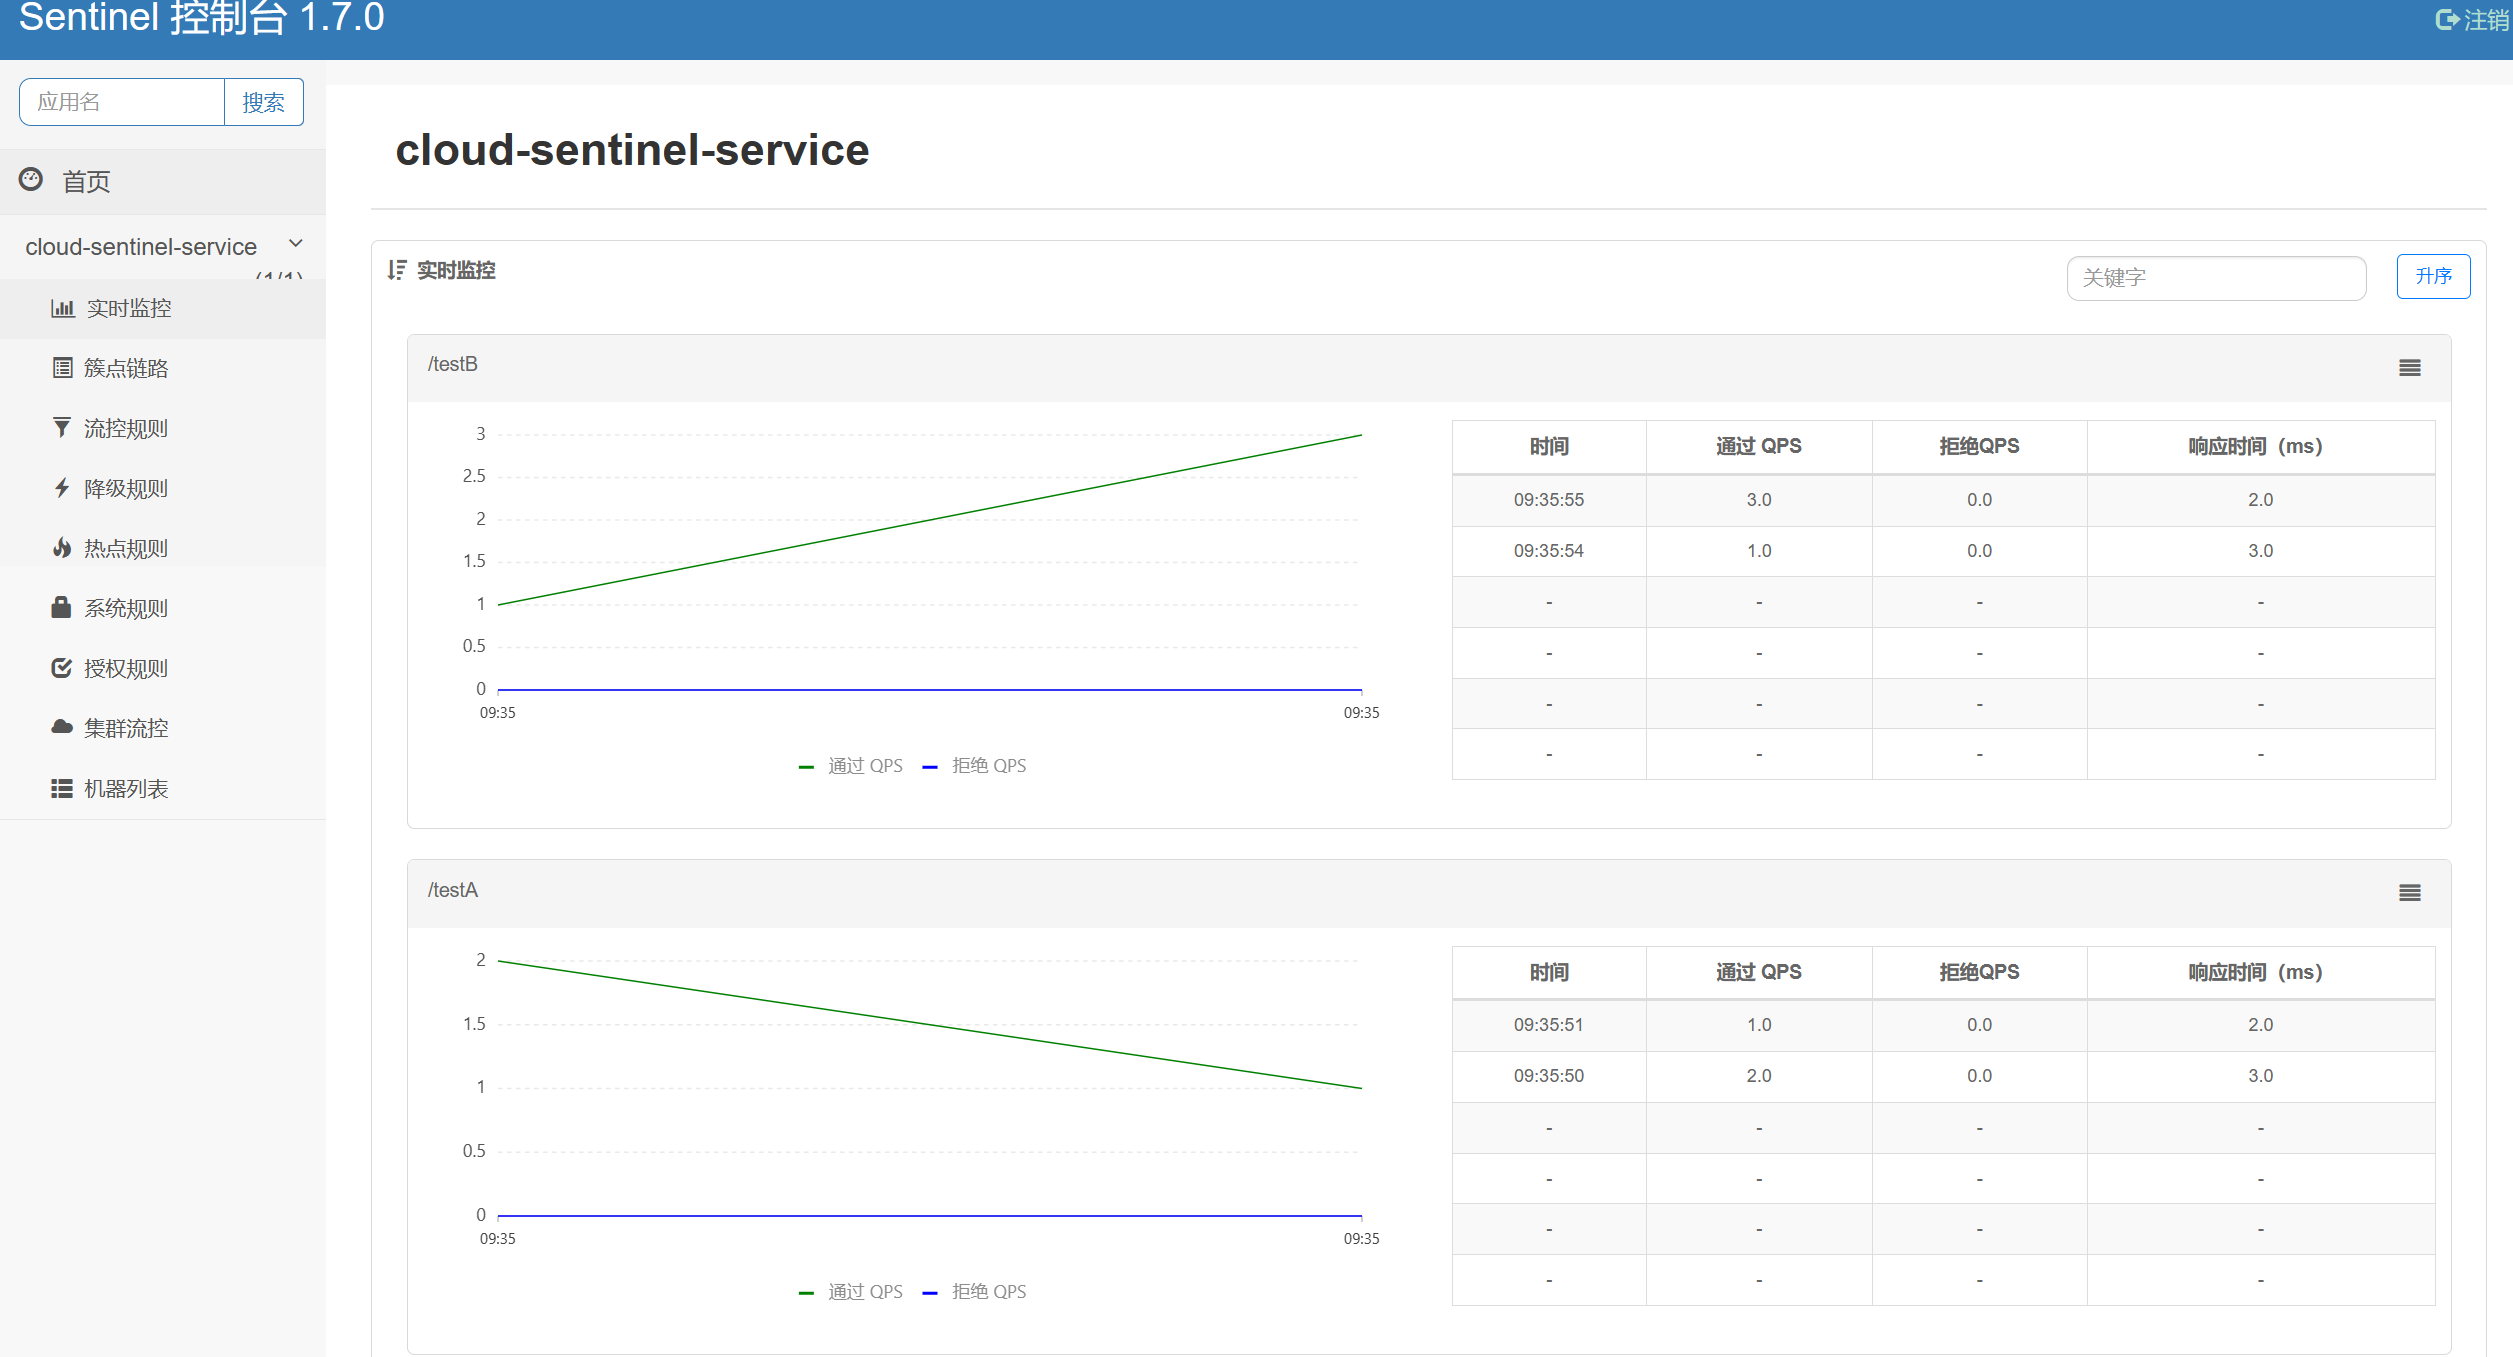 Sentinel 控制台 1.7.0
注销
应用名
搜索
首页
cloud-sentinel-service
(1/1)
实时监控
簇点链路
流控规则
降级规则
热点规则
系统规则
授权规则
集群流控
机器列表
cloud-sentinel-service
实时监控
关键字
升序
/testB
3
2.5
2
1.5
1
0.5
0
09:35 09:35
通过 QPS 拒绝 QPS
时间 通过 QPS 拒绝QPS 响应时间（ms）
09:35:55 3.0 0.0 2.0
09:35:54 1.0 0.0 3.0
- - - -
- - - -
- - - -
- - - -
/testA
2
1.5
1
0.5
0
09:35 09:35
通过 QPS 拒绝 QPS
时间 通过 QPS 拒绝QPS 响应时间（ms）
09:35:51 1.0 0.0 2.0
09:35:50 2.0 0.0 3.0
- - - -
- - - -
- - - -
- - - -